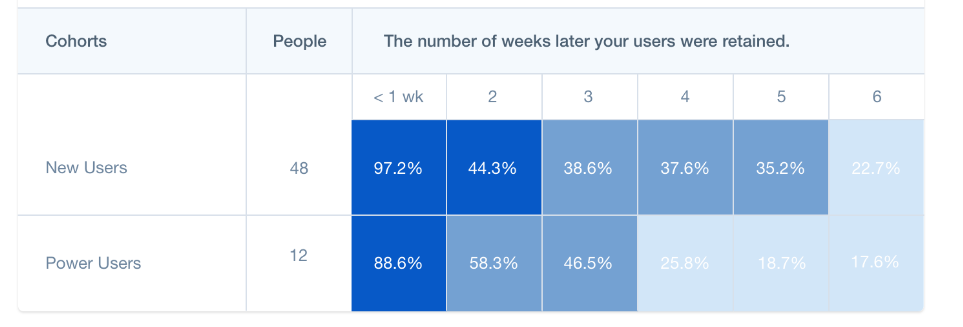 Cohorts People The number of weeks later your users were retained.
< 1 wk 2 3 4 5 6
New Users 48 97.2% 44.3% 38.6% 37.6% 35.2% 22.7%
Power Users 12 88.6% 58.3% 46.5% 25.8% 18.7% 17.6%